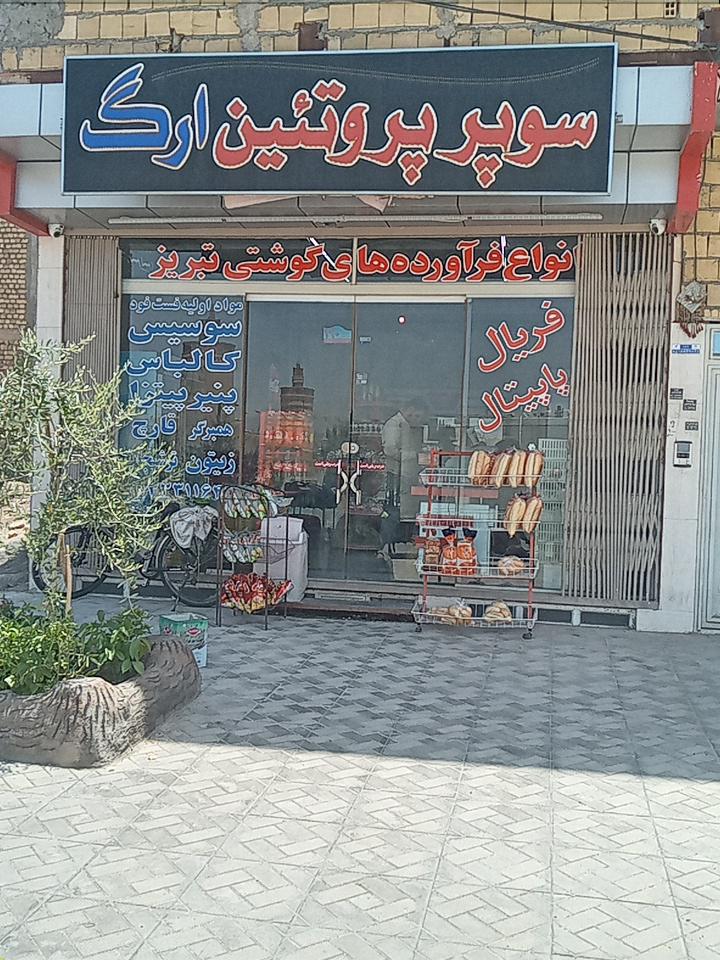 سوپر پروتئین ارگ
انواع فرآورده‌های گوشتی تبریز
مواد اولیه فست فود
سوسیس
کالباس
پنیر پیتزا
همبرگر قارچ
زیتون
فریال
پاپیتال